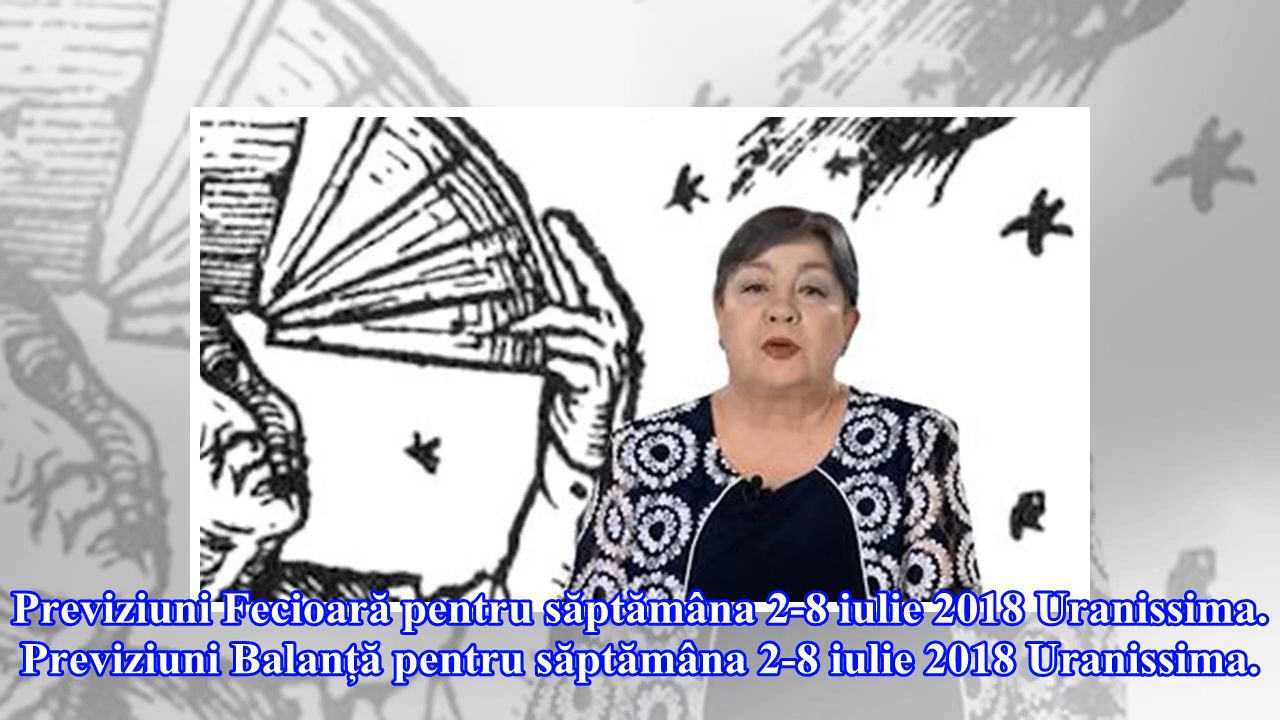 Previziuni Fecioară pentru săptămâna 2-8 iulie 2018 Uranissima.
Previziuni Balanță pentru săptămâna 2-8 iulie 2018 Uranissima.